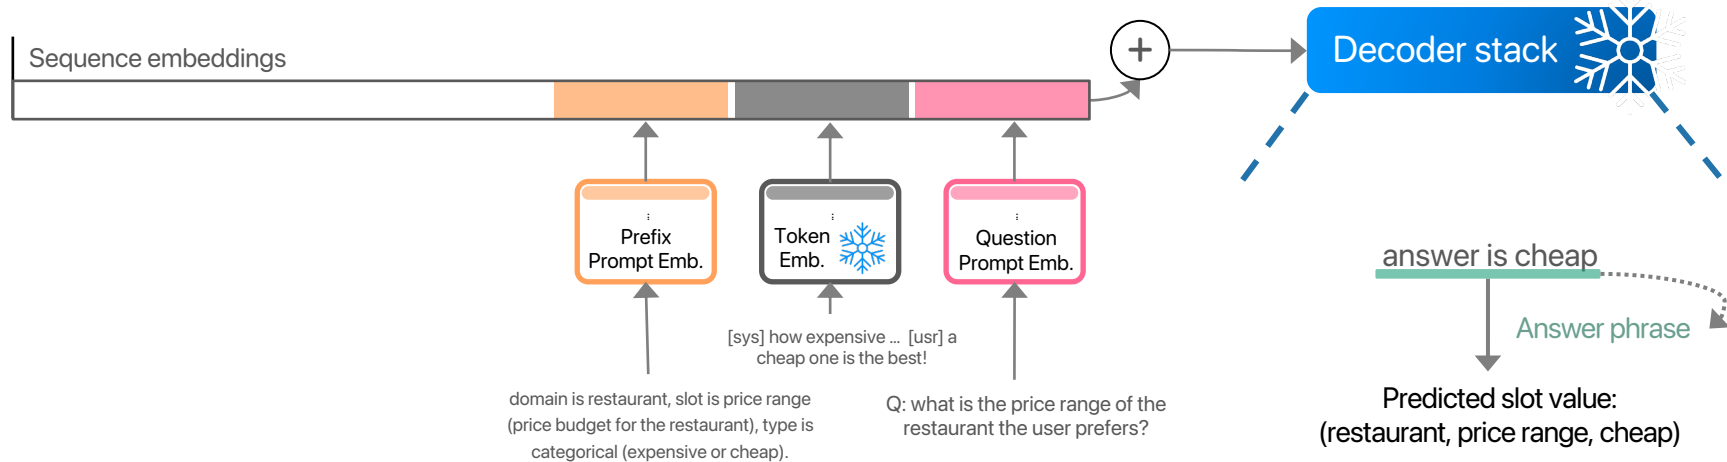 Sequence embeddings
+
Decoder stack
Prefix
Prompt Emb.
Token
Emb.
Question
Prompt Emb.
[sys] how expensive ... [usr] a
cheap one is the best!
domain is restaurant, slot is price range
(price budget for the restaurant), type is
categorical (expensive or cheap).
Q: what is the price range of the
restaurant the user prefers?
answer is cheap
Answer phrase
Predicted slot value:
(restaurant, price range, cheap)